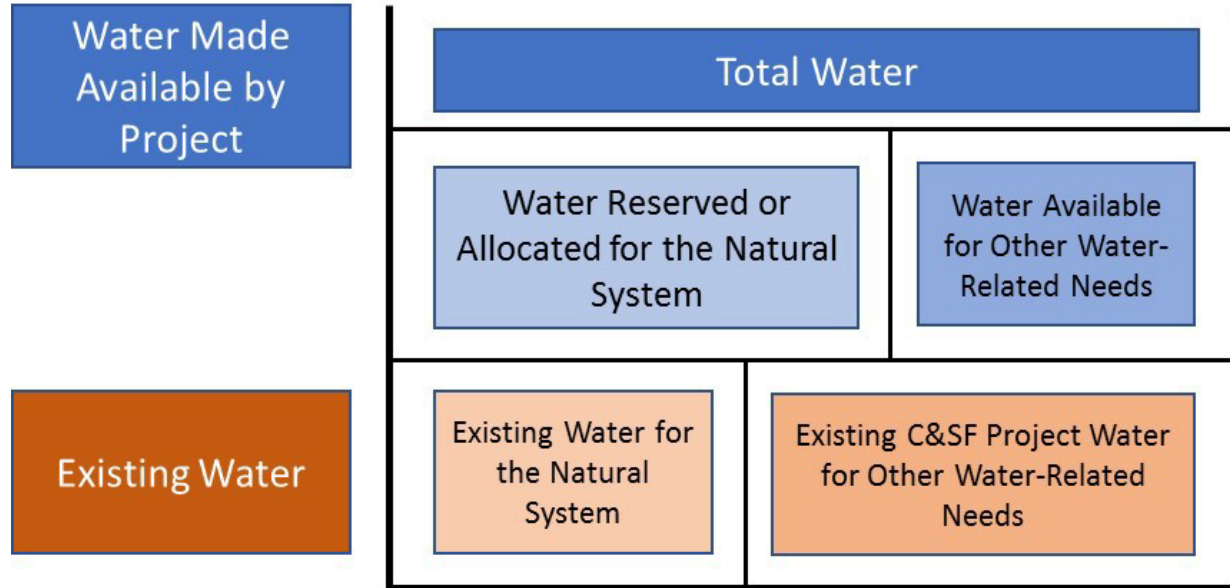 Water Made
Available by
Project
Total Water
Water Reserved or
Allocated for the Natural
System
Water Available
for Other Water-
Related Needs
Existing Water
Existing Water for
the Natural
System
Existing C&SF Project Water
for Other Water-Related
Needs